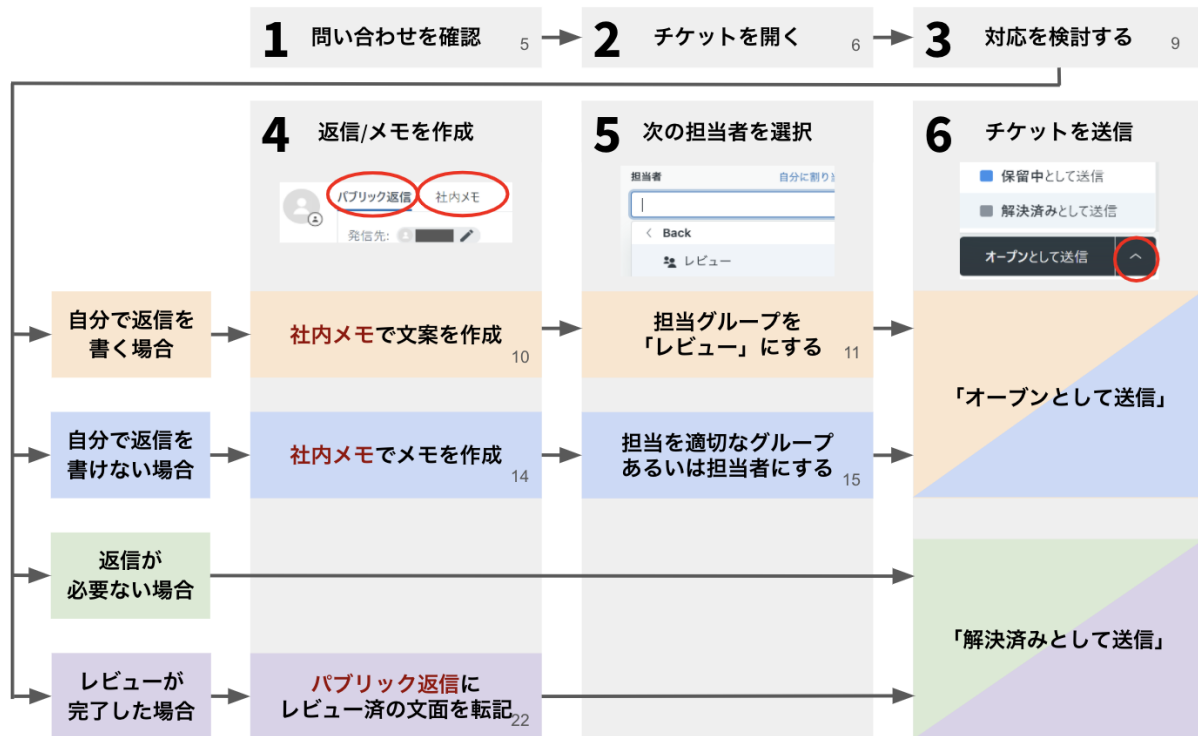 1 問い合わせを確認 5
2 チケットを開く 6
3 対応を検討する 9
4 返信/メモを作成
パブリック返信 社内メモ
発信先:
5 次の担当者を選択
担当者 自分に割り
Back
レビュー
6 チケットを送信
保留中として送信
解決済みとして送信
オープンとして送信
自分で返信を
書く場合
社内メモで文案を作成 10
担当グループを
「レビュー」にする 11
「オーブンとして送信」
自分で返信を
書けない場合
社内メモでメモを作成 14
担当を適切なグループ
あるいは担当者にする 15
返信が
必要ない場合
「解決済みとして送信」
レビューが
完了した場合
パブリック返信に
レビュー済の文面を転記 22